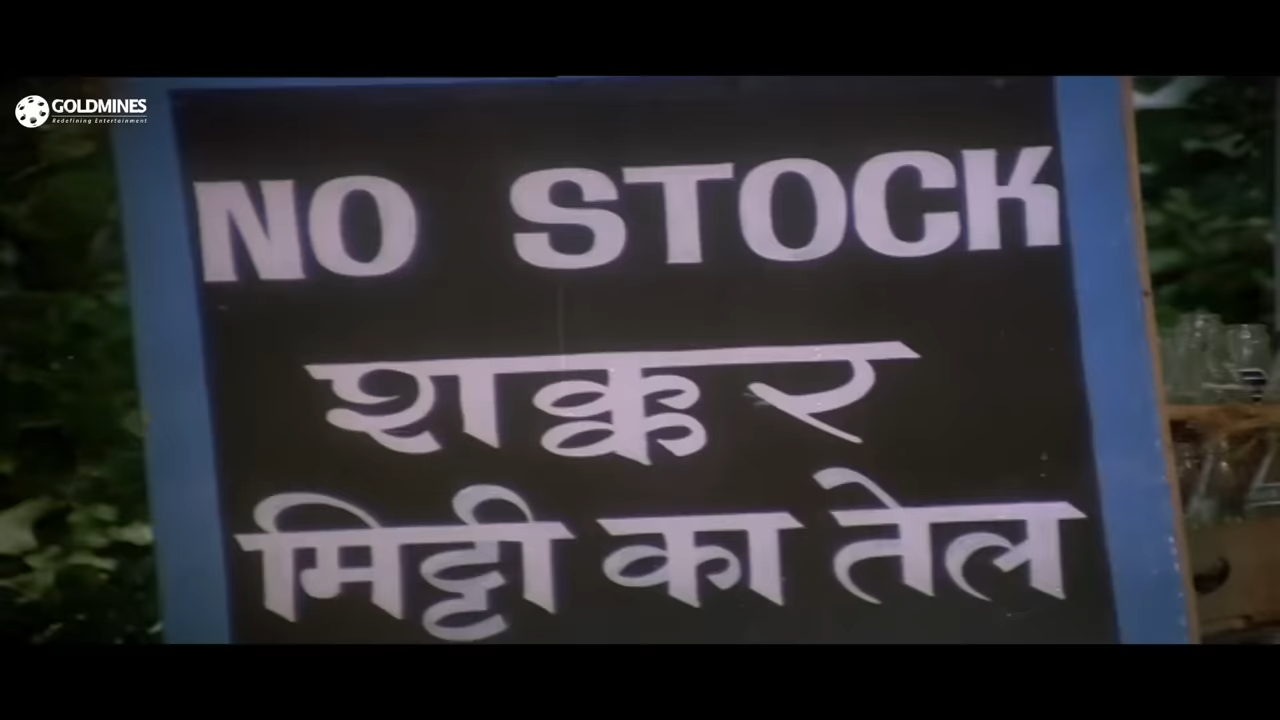 GOLDMINES
Redefining Entertainment
NO STOCK
शक्कर
मिट्टी का तेल